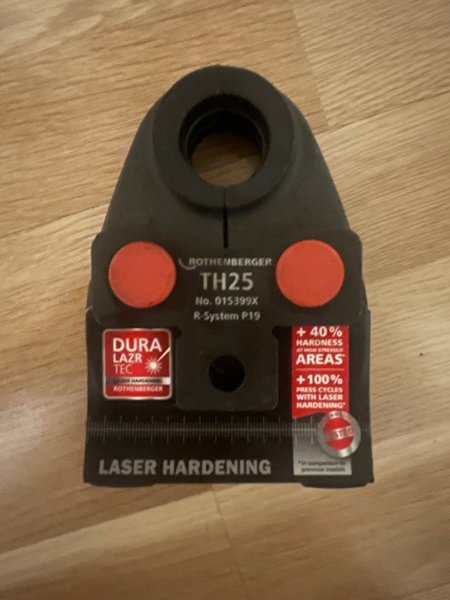 ROTHENBERGER
TH25
No. 015399X
R-System P19
DURA
LAZR
TEC
LASER HARDENING
ROTHENBERGER
+ 40%
HARDNESS
AT HIGH STRESSED
AREAS*
+100%
PRESS CYCLES
WITH LASER
HARDENING*
LASER HARDENING
*in comparison to
previous models